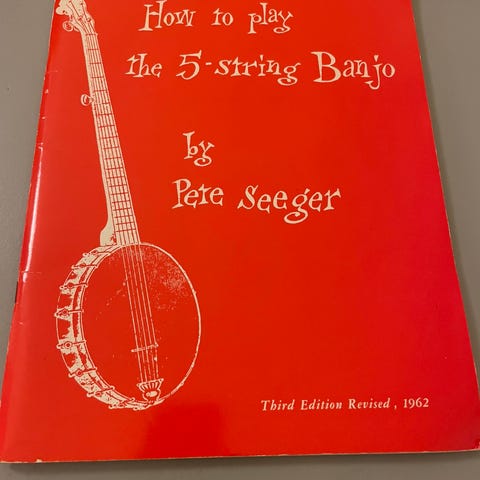 How to play
the 5-string Banjo
by
Pete Seeger
Third Edition Revised, 1962